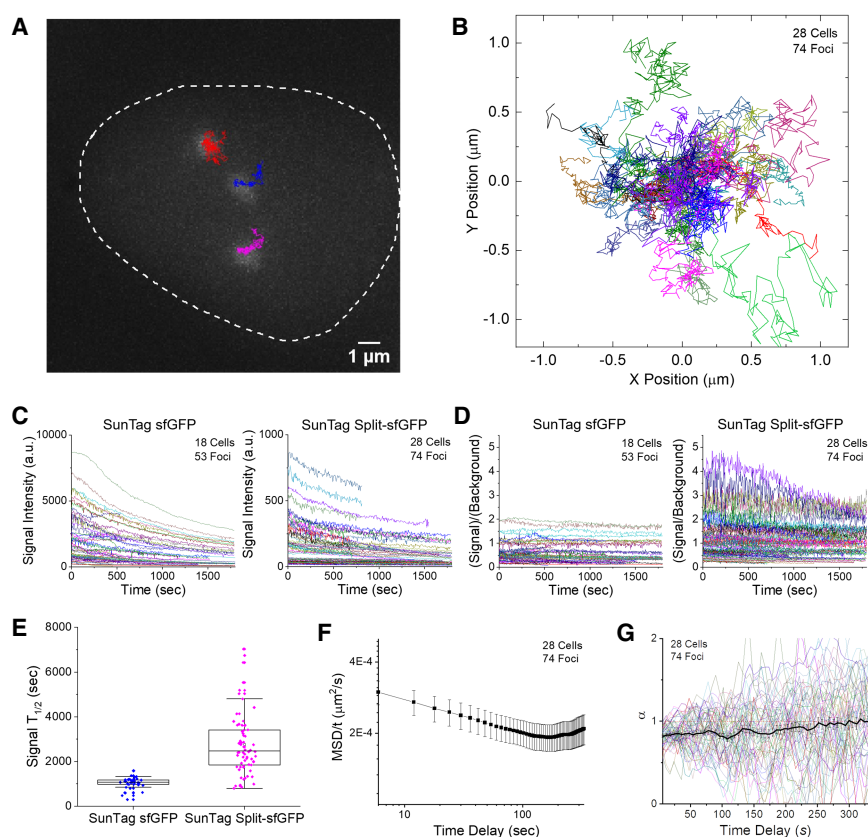 A
1 μm
B
28 Cells
74 Foci
1.0
0.5
0.0
-0.5
-1.0
Y Position (μm)
-1.0
-0.5
0.0
0.5
1.0
X Position (μm)
C
SunTag sfGFP
18 Cells
53 Foci
10000
5000
0
Signal Intensity (a.u.)
0
500
1000
1500
Time (sec)
SunTag Split-sfGFP
28 Cells
74 Foci
1000
500
0
Signal Intensity (a.u.)
0
500
1000
1500
Time (sec)
D
SunTag sfGFP
18 Cells
53 Foci
5
4
3
2
1
0
(Signal)/(Background)
0
500
1000
1500
Time (sec)
SunTag Split-sfGFP
28 Cells
74 Foci
5
4
3
2
1
0
(Signal/Background)
0
500
1000
1500
Time (sec)
E
8000
6000
4000
2000
0
Signal T1/2 (sec)
SunTag sfGFP
SunTag Split-sfGFP
F
28 Cells
74 Foci
4E-4
2E-4
MSD/t (μm²/s)
10
100
Time Delay (sec)
G
28 Cells
74 Foci
2
1
0
α
50
100
150
200
250
300
Time Delay (s)